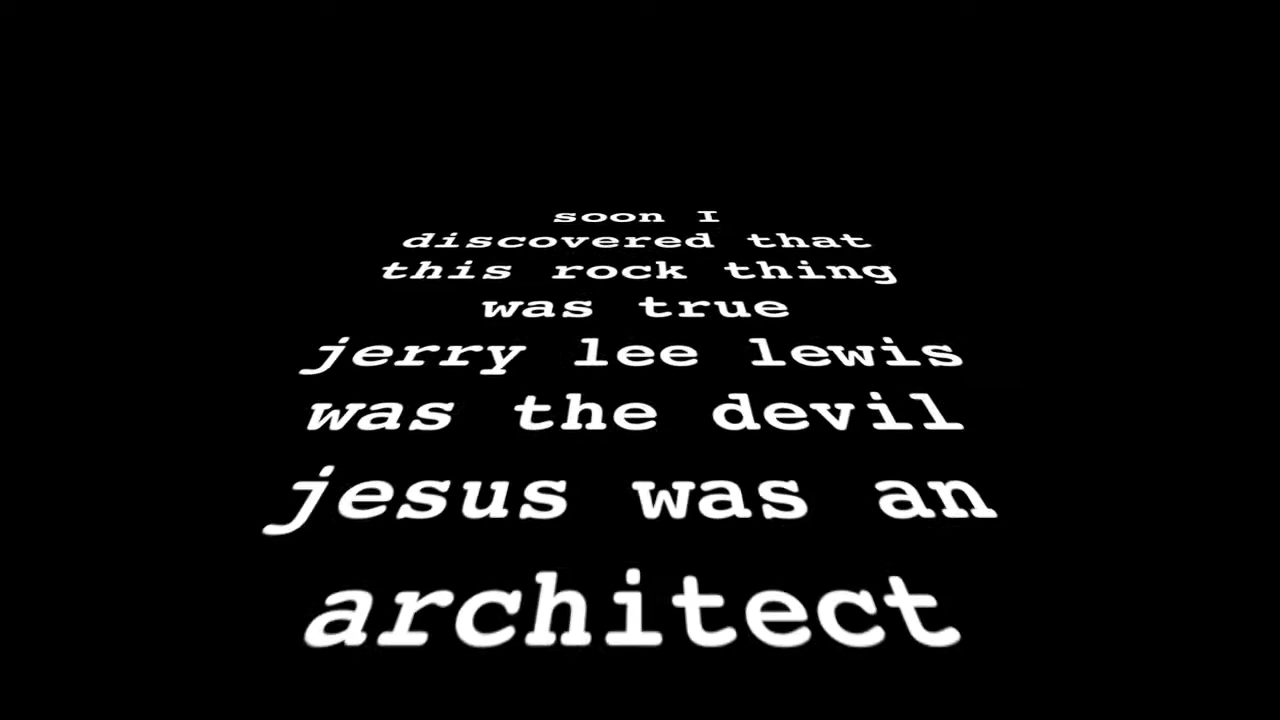 soon I
discovered that
this rock thing
was true
jerry lee lewis
was the devil
jesus was an
architect